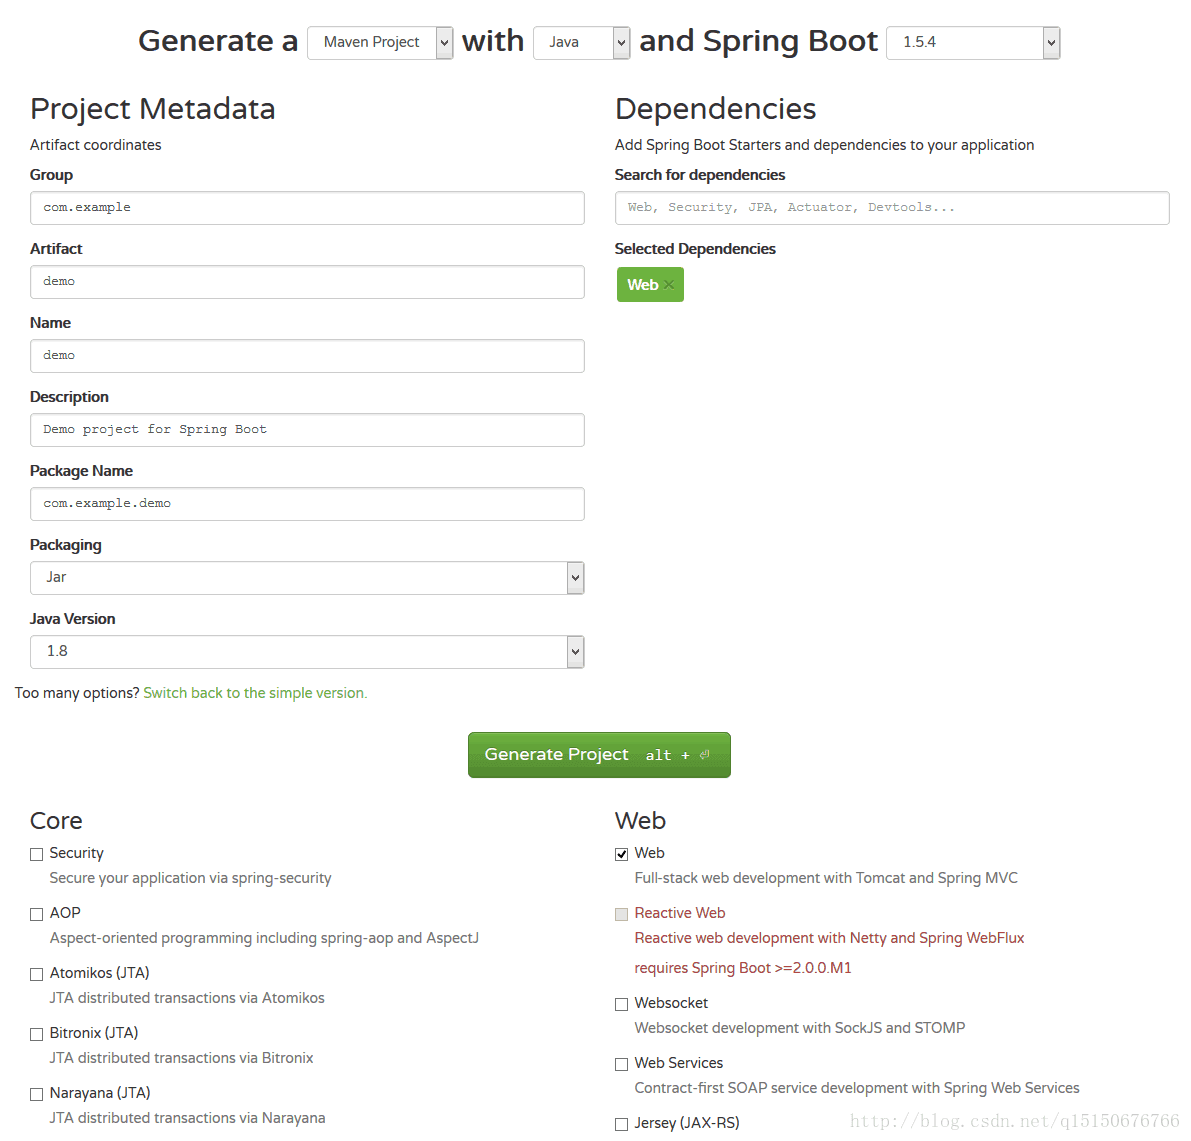 Generate a Maven Project with Java and Spring Boot 1.5.4
Project Metadata
Artifact coordinates
Group
com.example
Artifact
demo
Name
demo
Description
Demo project for Spring Boot
Package Name
com.example.demo
Packaging
Jar
Java Version
1.8
Too many options? Switch back to the simple version.
Dependencies
Add Spring Boot Starters and dependencies to your application
Search for dependencies
Web, Security, JPA, Actuator, Devtools...
Selected Dependencies
Web ×
Generate Project alt + ⏎
Core
Security
Secure your application via spring-security
AOP
Aspect-oriented programming including spring-aop and AspectJ
Atomikos (JTA)
JTA distributed transactions via Atomikos
Bitronix (JTA)
JTA distributed transactions via Bitronix
Narayana (JTA)
JTA distributed transactions via Narayana
Web
Web
Full-stack web development with Tomcat and Spring MVC
Reactive Web
Reactive web development with Netty and Spring WebFlux
requires Spring Boot >=2.0.0.M1
Websocket
Websocket development with SockJS and STOMP
Web Services
Contract-first SOAP service development with Spring Web Services
Jersey (JAX-RS)
http://blog.csdn.net/q15150676766